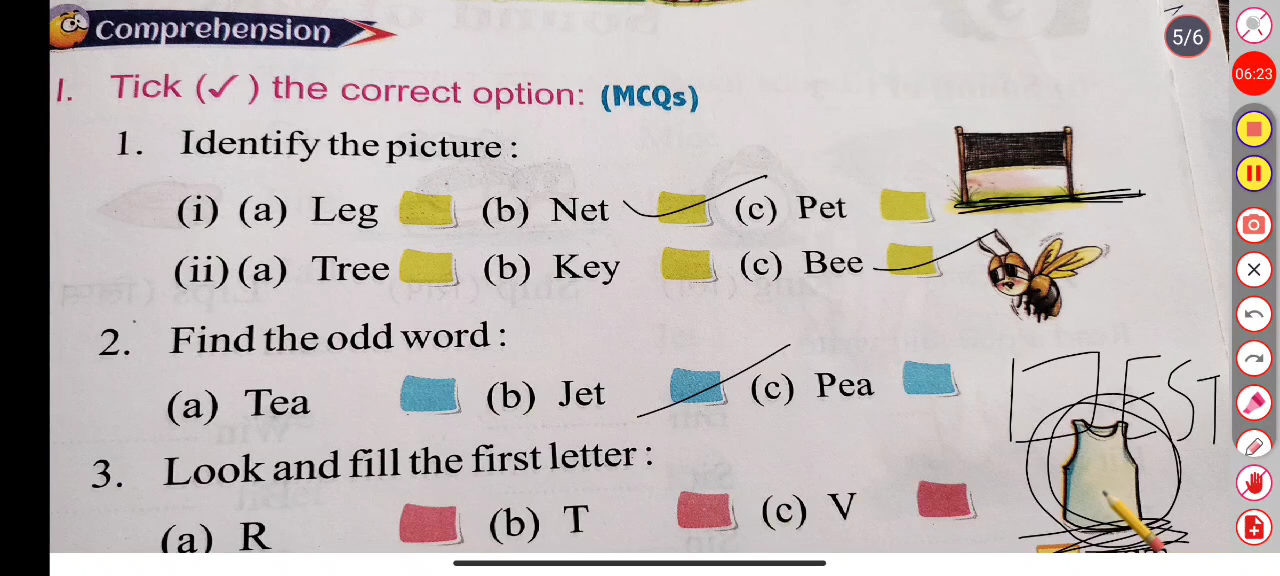 Comprehension
5/6
06:23
I. Tick (✓) the correct option: (MCQs)
1. Identify the picture :
(i) (a) Leg (b) Net (c) Pet
(ii) (a) Tree (b) Key (c) Bee
2. Find the odd word :
(a) Tea (b) Jet (c) Pea
EST
3. Look and fill the first letter :
(a) R (b) T (c) V